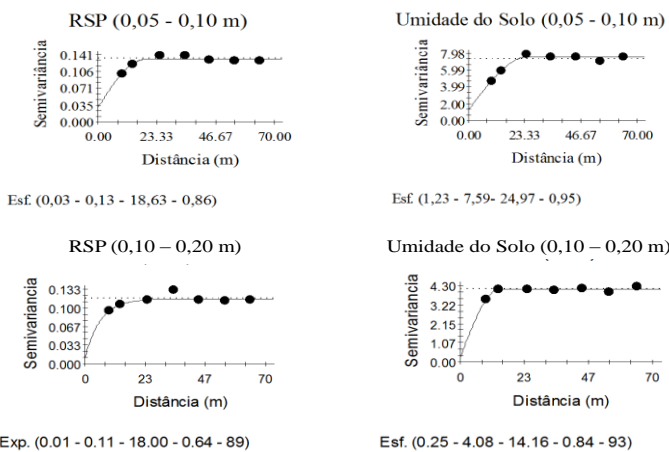 RSP (0,05 - 0,10 m)
Semivariância
0.141
0.106
0.071
0.035
0.000
0.00 23.33 46.67 70.00
Distância (m)
Esf. (0,03 - 0,13 - 18,63 - 0,86)
Umidade do Solo (0,05 - 0,10 m)
Semivariância
7.98
5.99
3.99
2.00
0.00
0.00 23.33 46.67 70.00
Distância (m)
Esf. (1,23 - 7,59- 24,97 - 0,95)
RSP (0,10 – 0,20 m)
Semivariancia
0.133
0.100
0.067
0.033
0.000
0 23 47 70
Distância (m)
Exp. (0.01 - 0.11 - 18.00 - 0.64 - 89)
Umidade do Solo (0,10 – 0,20 m)
Semivariancia
4.30
3.22
2.15
1.07
0.00
0 23 47 70
Distância (m)
Esf. (0.25 - 4.08 - 14.16 - 0.84 - 93)